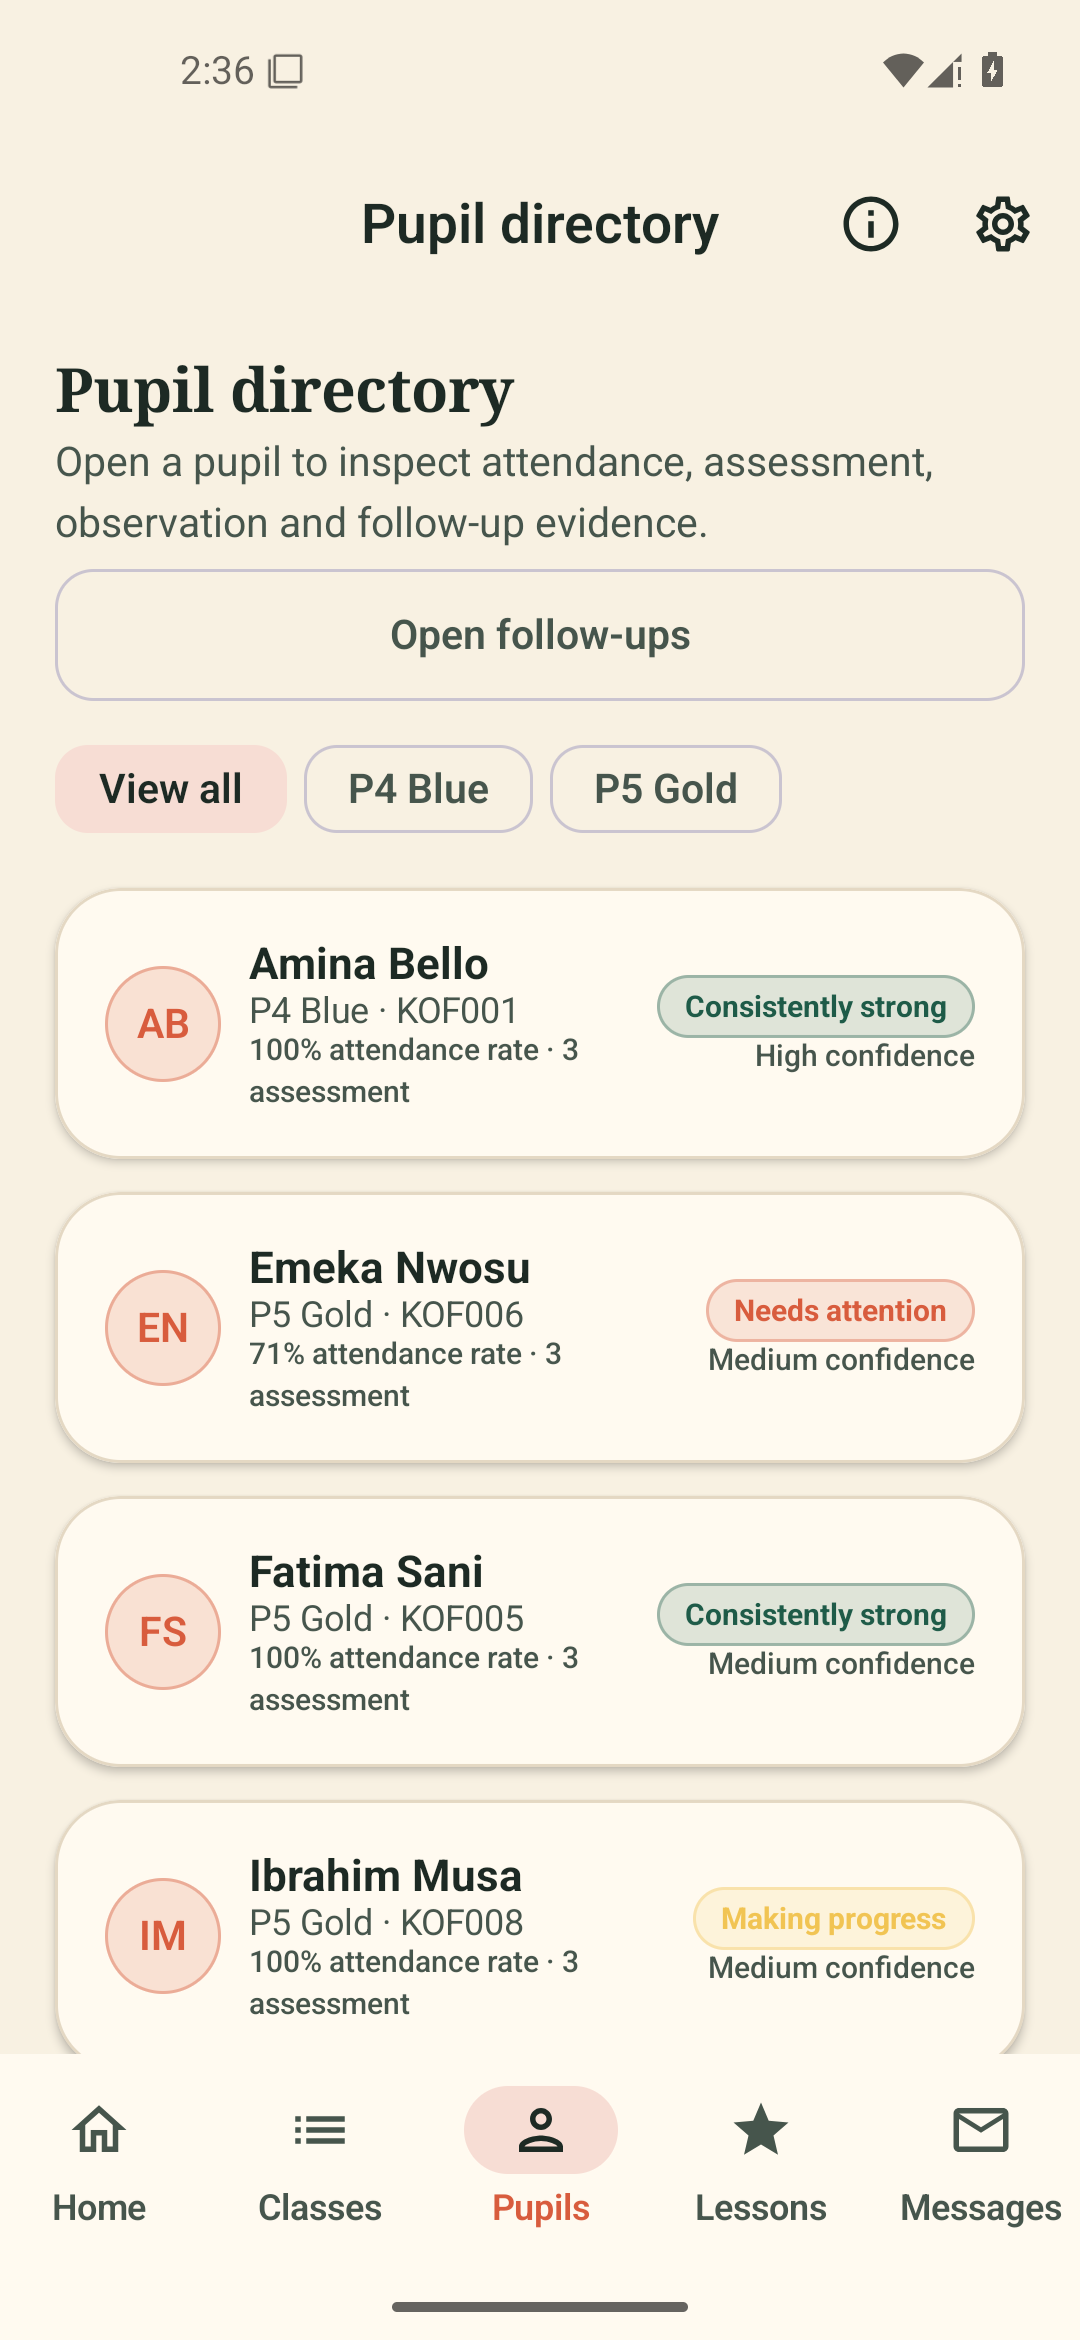 2:36
Pupil directory
Pupil directory
Open a pupil to inspect attendance, assessment,
observation and follow-up evidence.
Open follow-ups
View all
P4 Blue
P5 Gold
AB
Amina Bello
P4 Blue · KOF001
100% attendance rate · 3
assessment
Consistently strong
High confidence
EN
Emeka Nwosu
P5 Gold · KOF006
71% attendance rate · 3
assessment
Needs attention
Medium confidence
FS
Fatima Sani
P5 Gold · KOF005
100% attendance rate · 3
assessment
Consistently strong
Medium confidence
IM
Ibrahim Musa
P5 Gold · KOF008
100% attendance rate · 3
assessment
Making progress
Medium confidence
Home
Classes
Pupils
Lessons
Messages